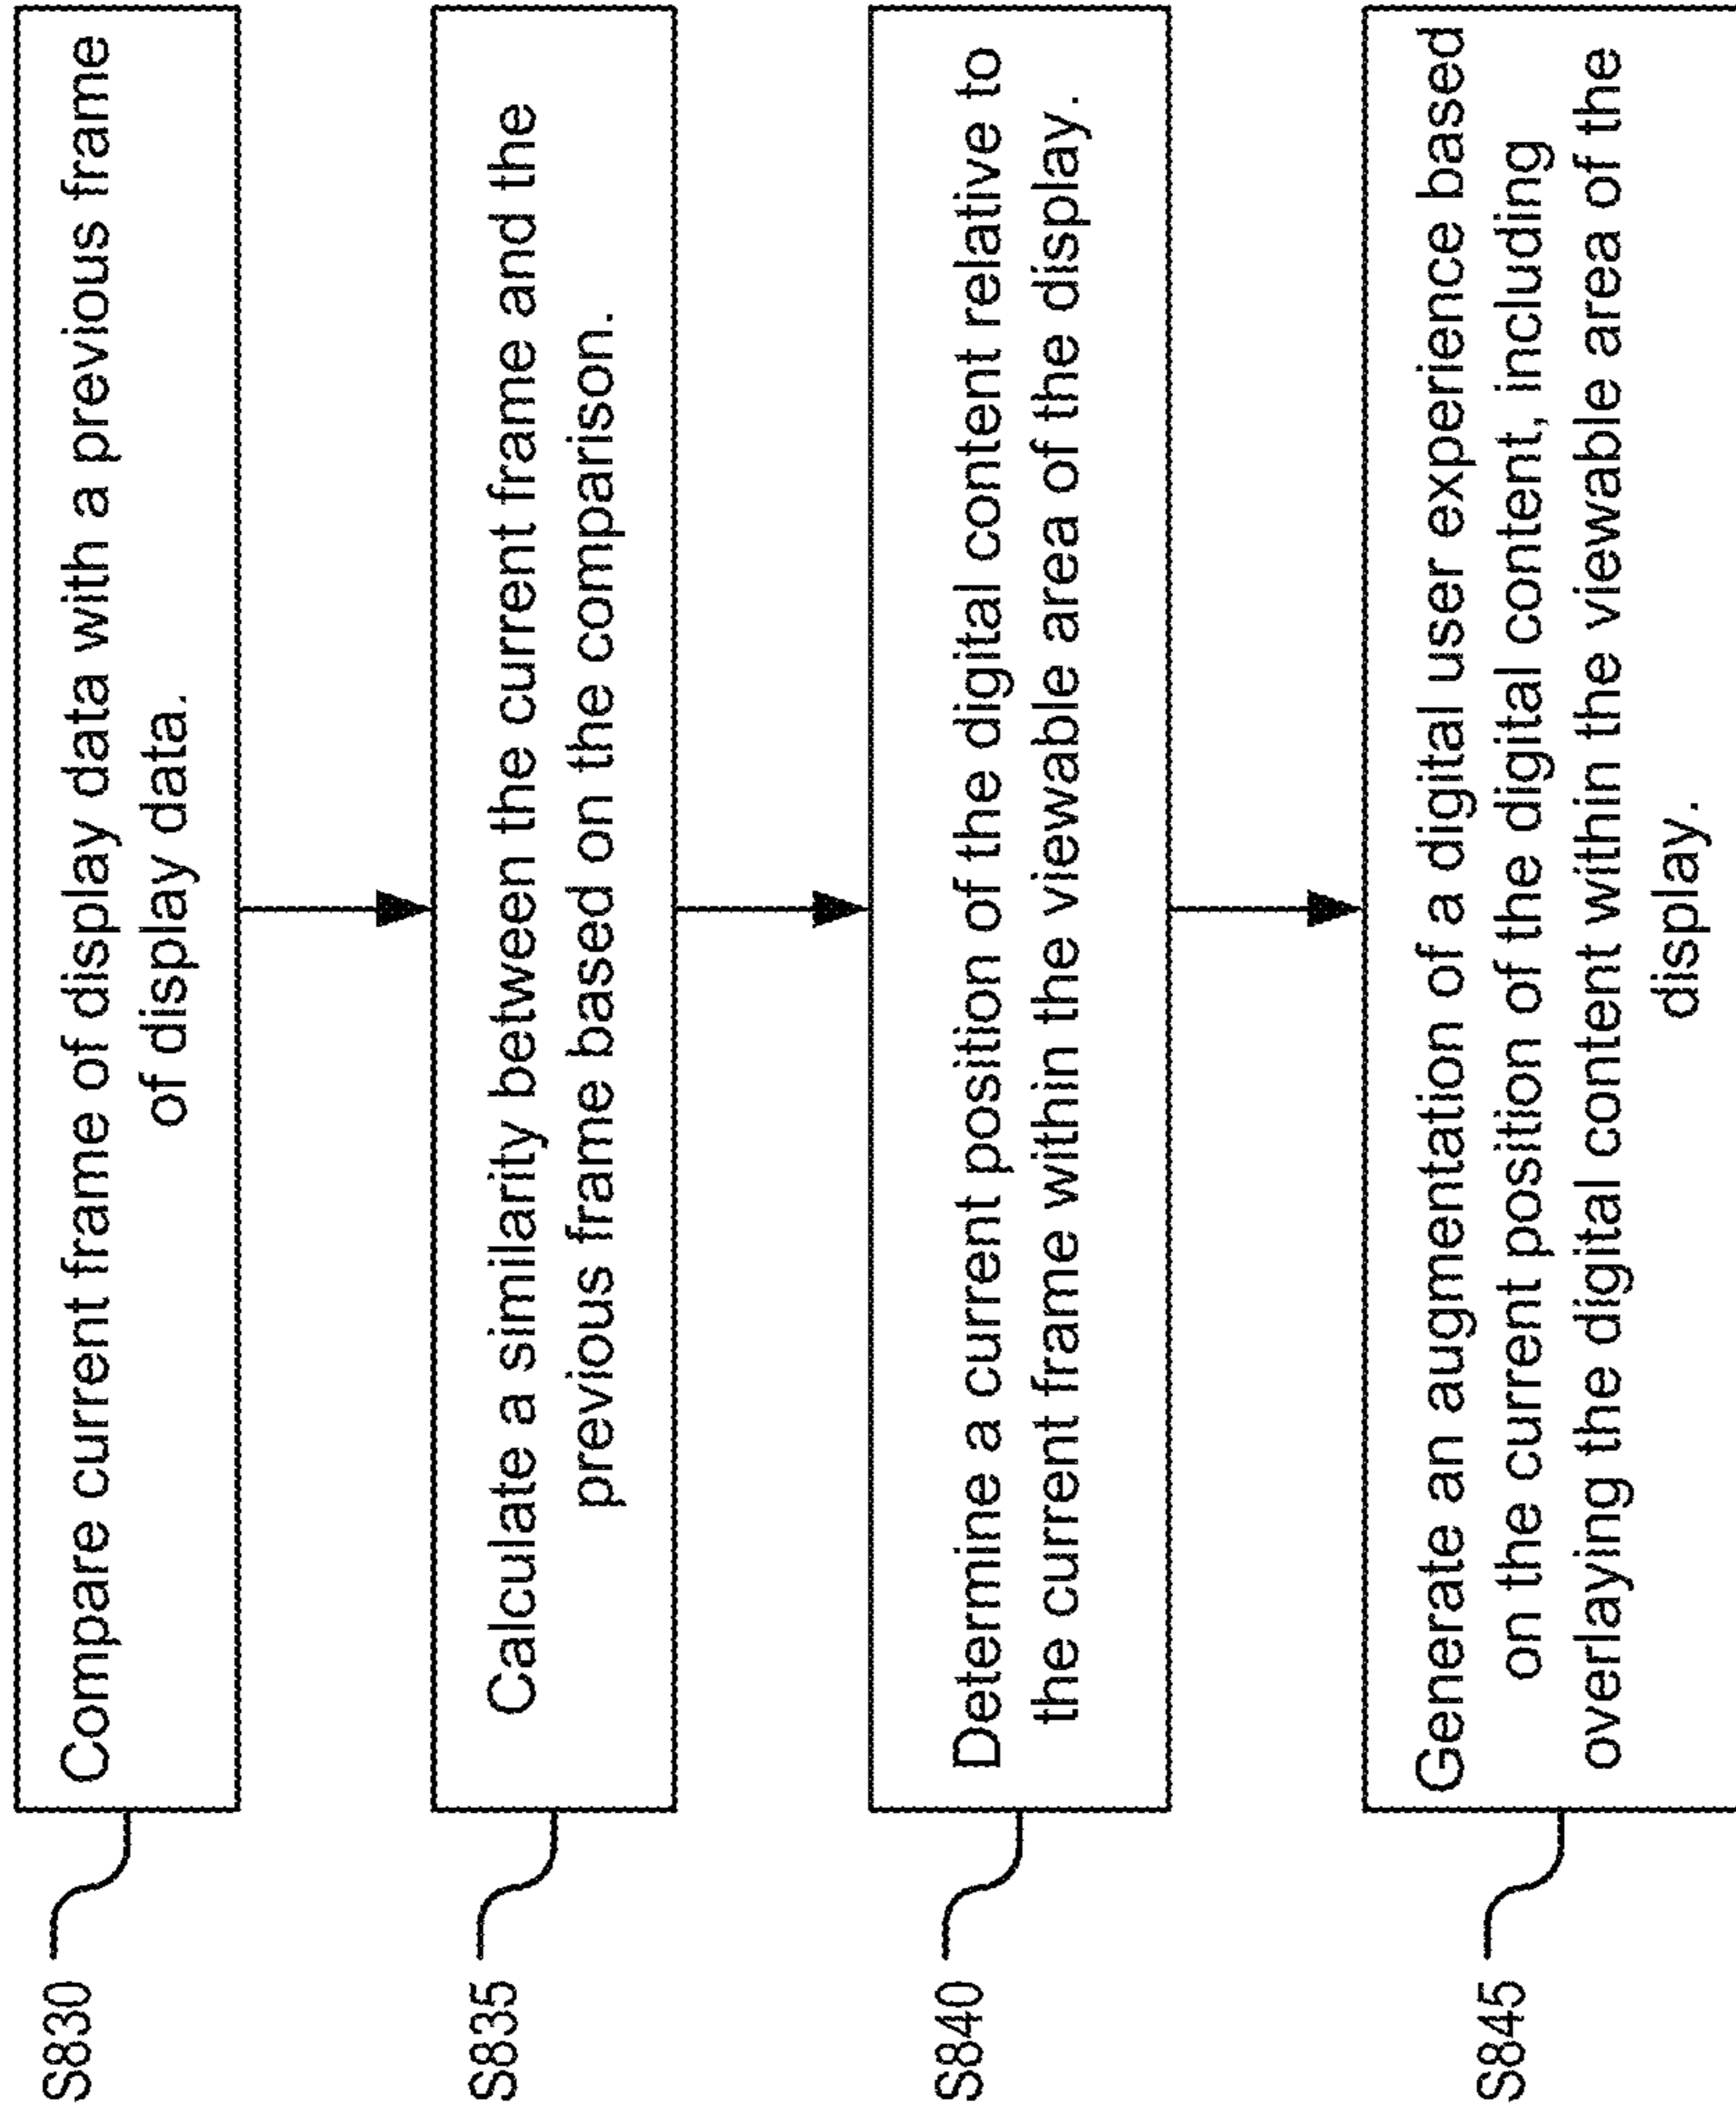 S830
Compare current frame of display data with a previous frame
of display data.
S835
Calculate a similarity between the current frame and the
previous frame based on the comparison.
S840
Determine a current position of the digital content relative to
the current frame within the viewable area of the display.
S845
Generate an augmentation of a digital user experience based
on the current position of the digital content, including
overlaying the digital content within the viewable area of the
display.